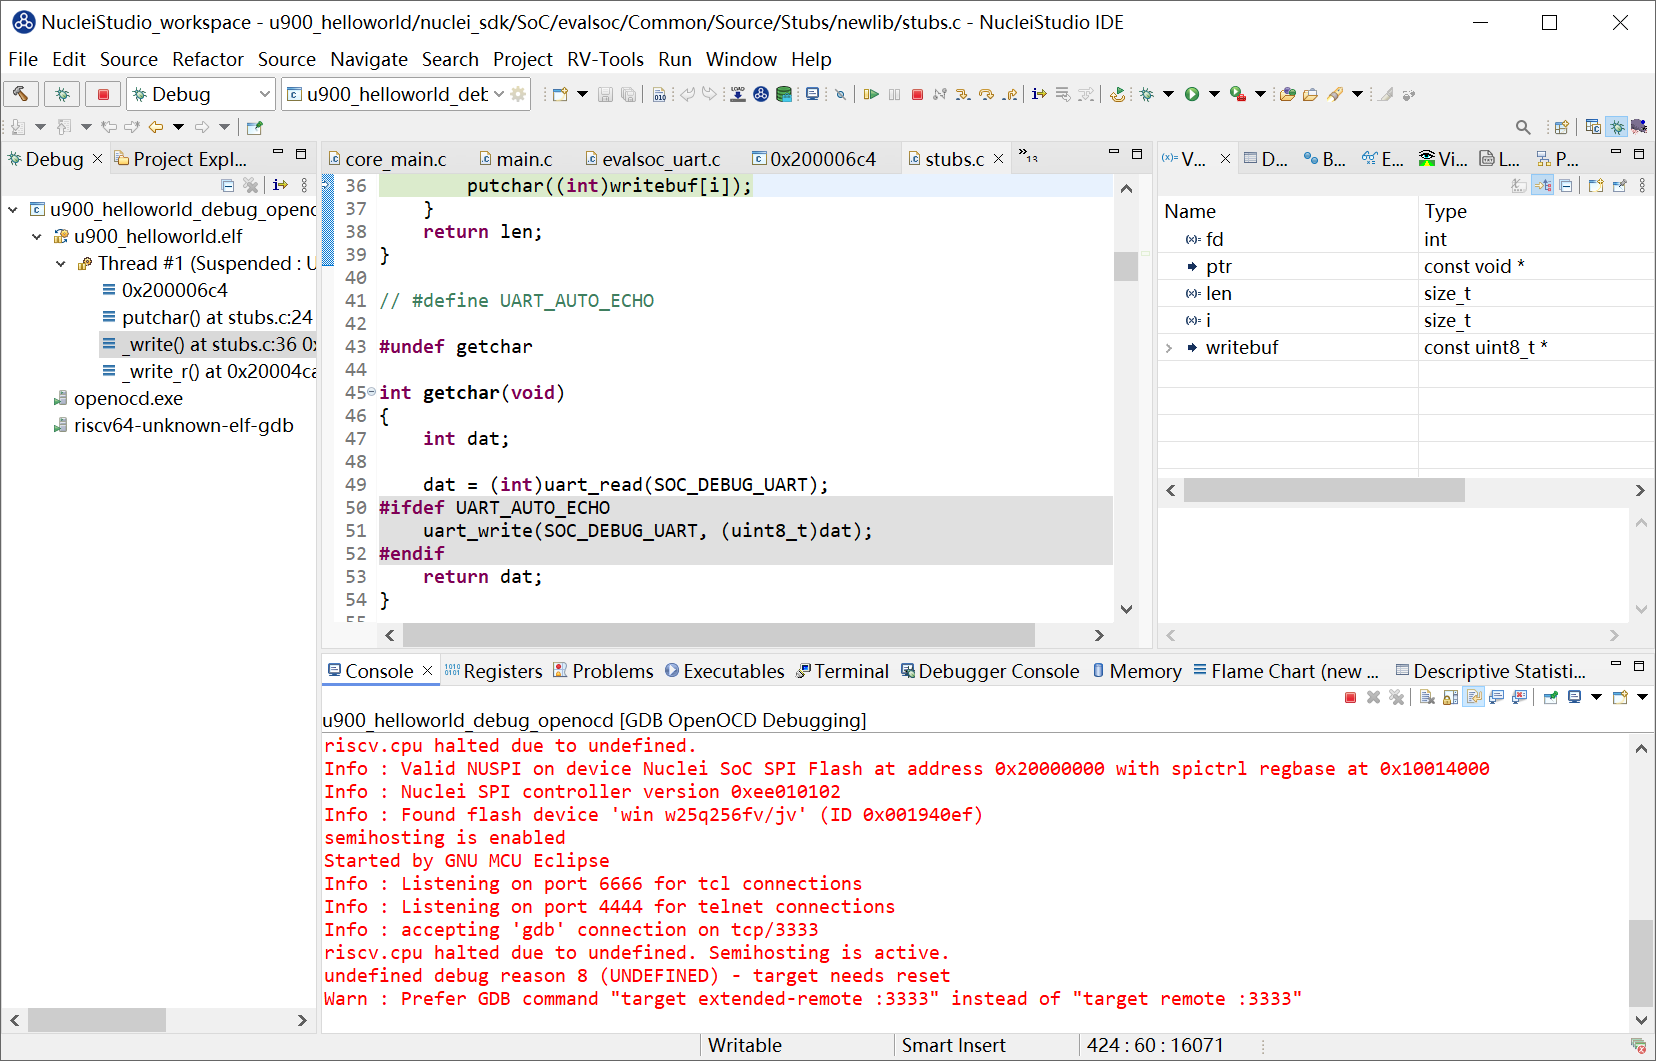 NucleiStudio_workspace - u900_helloworld/nuclei_sdk/SoC/evalsoc/Common/Source/Stubs/newlib/stubs.c - NucleiStudio IDE
File Edit Source Refactor Source Navigate Search Project RV-Tools Run Window Help
Debug u900_helloworld_deb
Debug Project Expl...
u900_helloworld_debug_openoc
u900_helloworld.elf
Thread #1 (Suspended : U
0x200006c4
putchar() at stubs.c:24
_write() at stubs.c:36 0x
_write_r() at 0x20004ca
openocd.exe
riscv64-unknown-elf-gdb
core_main.c main.c evalsoc_uart.c 0x200006c4 stubs.c »13
36 putchar((int)writebuf[i]);
37 }
38 return len;
39 }
40
41 // #define UART_AUTO_ECHO
42
43 #undef getchar
44
45 int getchar(void)
46 {
47 int dat;
48
49 dat = (int)uart_read(SOC_DEBUG_UART);
50 #ifdef UART_AUTO_ECHO
51 uart_write(SOC_DEBUG_UART, (uint8_t)dat);
52 #endif
53 return dat;
54 }
55
(x)= V... D... B... E... Vi... L... P...
Name Type
(x)= fd int
ptr const void *
(x)= len size_t
(x)= i size_t
writebuf const uint8_t *
Console Registers Problems Executables Terminal Debugger Console Memory Flame Chart (new ... Descriptive Statisti...
u900_helloworld_debug_openocd [GDB OpenOCD Debugging]
riscv.cpu halted due to undefined.
Info : Valid NUSPI on device Nuclei SoC SPI Flash at address 0x20000000 with spictrl regbase at 0x10014000
Info : Nuclei SPI controller version 0xee010102
Info : Found flash device 'win w25q256fv/jv' (ID 0x001940ef)
semihosting is enabled
Started by GNU MCU Eclipse
Info : Listening on port 6666 for tcl connections
Info : Listening on port 4444 for telnet connections
Info : accepting 'gdb' connection on tcp/3333
riscv.cpu halted due to undefined. Semihosting is active.
undefined debug reason 8 (UNDEFINED) - target needs reset
Warn : Prefer GDB command "target extended-remote :3333" instead of "target remote :3333"
Writable Smart Insert 424 : 60 : 16071